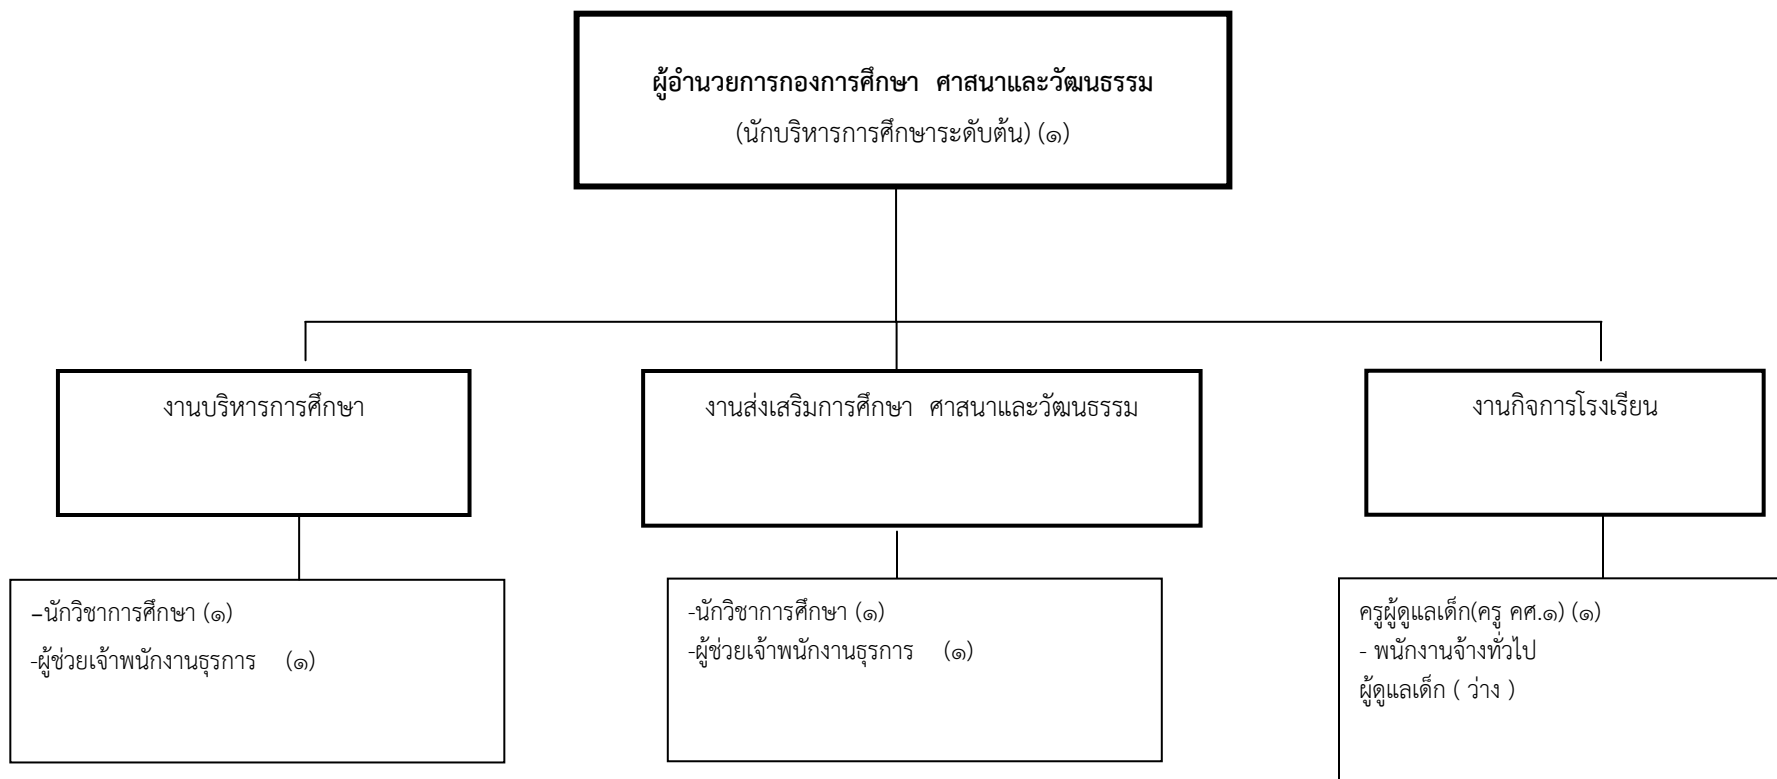 ผู้อำนวยการกองการศึกษา ศาสนาและวัฒนธรรม
(นักบริหารการศึกษาระดับต้น) (๑)
งานบริหารการศึกษา
งานส่งเสริมการศึกษา ศาสนาและวัฒนธรรม
งานกิจการโรงเรียน
–นักวิชาการศึกษา (๑)
-ผู้ช่วยเจ้าพนักงานธุรการ (๑)
-นักวิชาการศึกษา (๑)
-ผู้ช่วยเจ้าพนักงานธุรการ (๑)
ครูผู้ดูแลเด็ก(ครู คศ.๑) (๑)
- พนักงานจ้างทั่วไป
ผู้ดูแลเด็ก ( ว่าง )